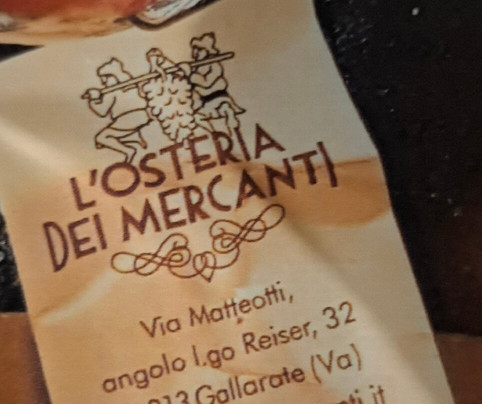 L'OSTERIA
DEI MERCANTI
Via Matteotti,
angolo l.go Reiser, 32
Gallarate (Va)